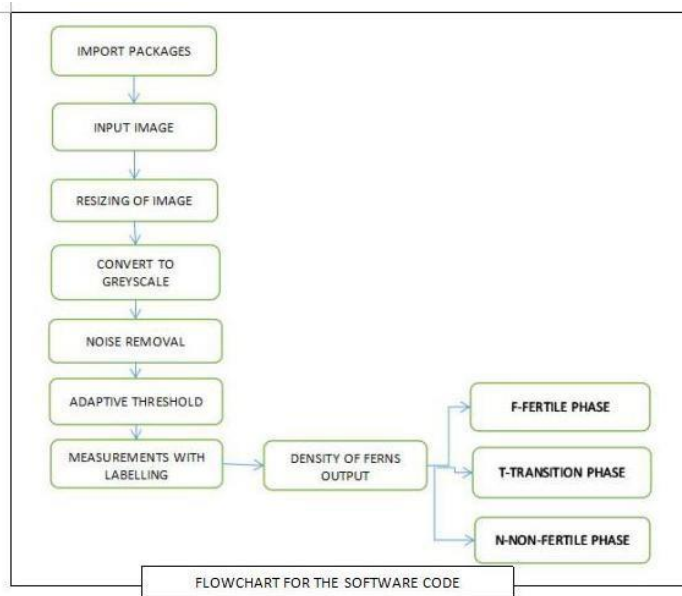 IMPORT PACKAGES
INPUT IMAGE
RESIZING OF IMAGE
CONVERT TO
GREYSCALE
NOISE REMOVAL
ADAPTIVE THRESHOLD
MEASUREMENTS WITH
LABELLING
DENSITY OF FERNS
OUTPUT
F-FERTILE PHASE
T-TRANSITION PHASE
N-NON-FERTILE PHASE
FLOWCHART FOR THE SOFTWARE CODE